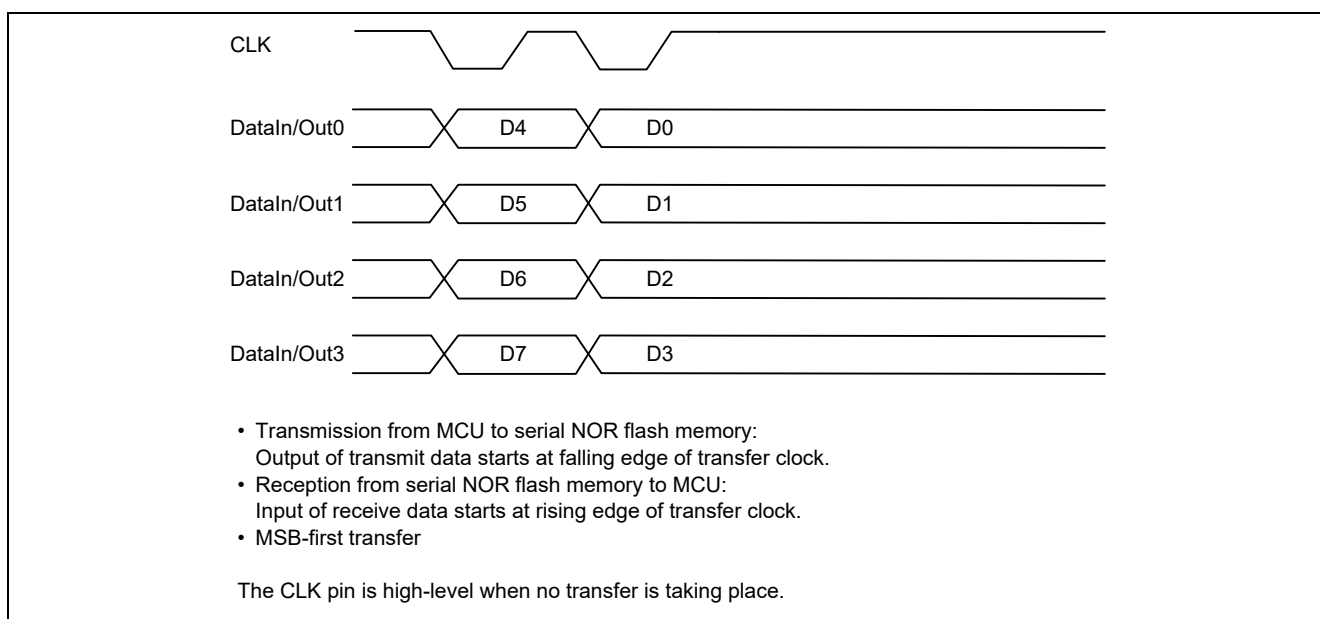 CLK
DataIn/Out0 D4 D0
DataIn/Out1 D5 D1
DataIn/Out2 D6 D2
DataIn/Out3 D7 D3
• Transmission from MCU to serial NOR flash memory:
Output of transmit data starts at falling edge of transfer clock.
• Reception from serial NOR flash memory to MCU:
Input of receive data starts at rising edge of transfer clock.
• MSB-first transfer
The CLK pin is high-level when no transfer is taking place.